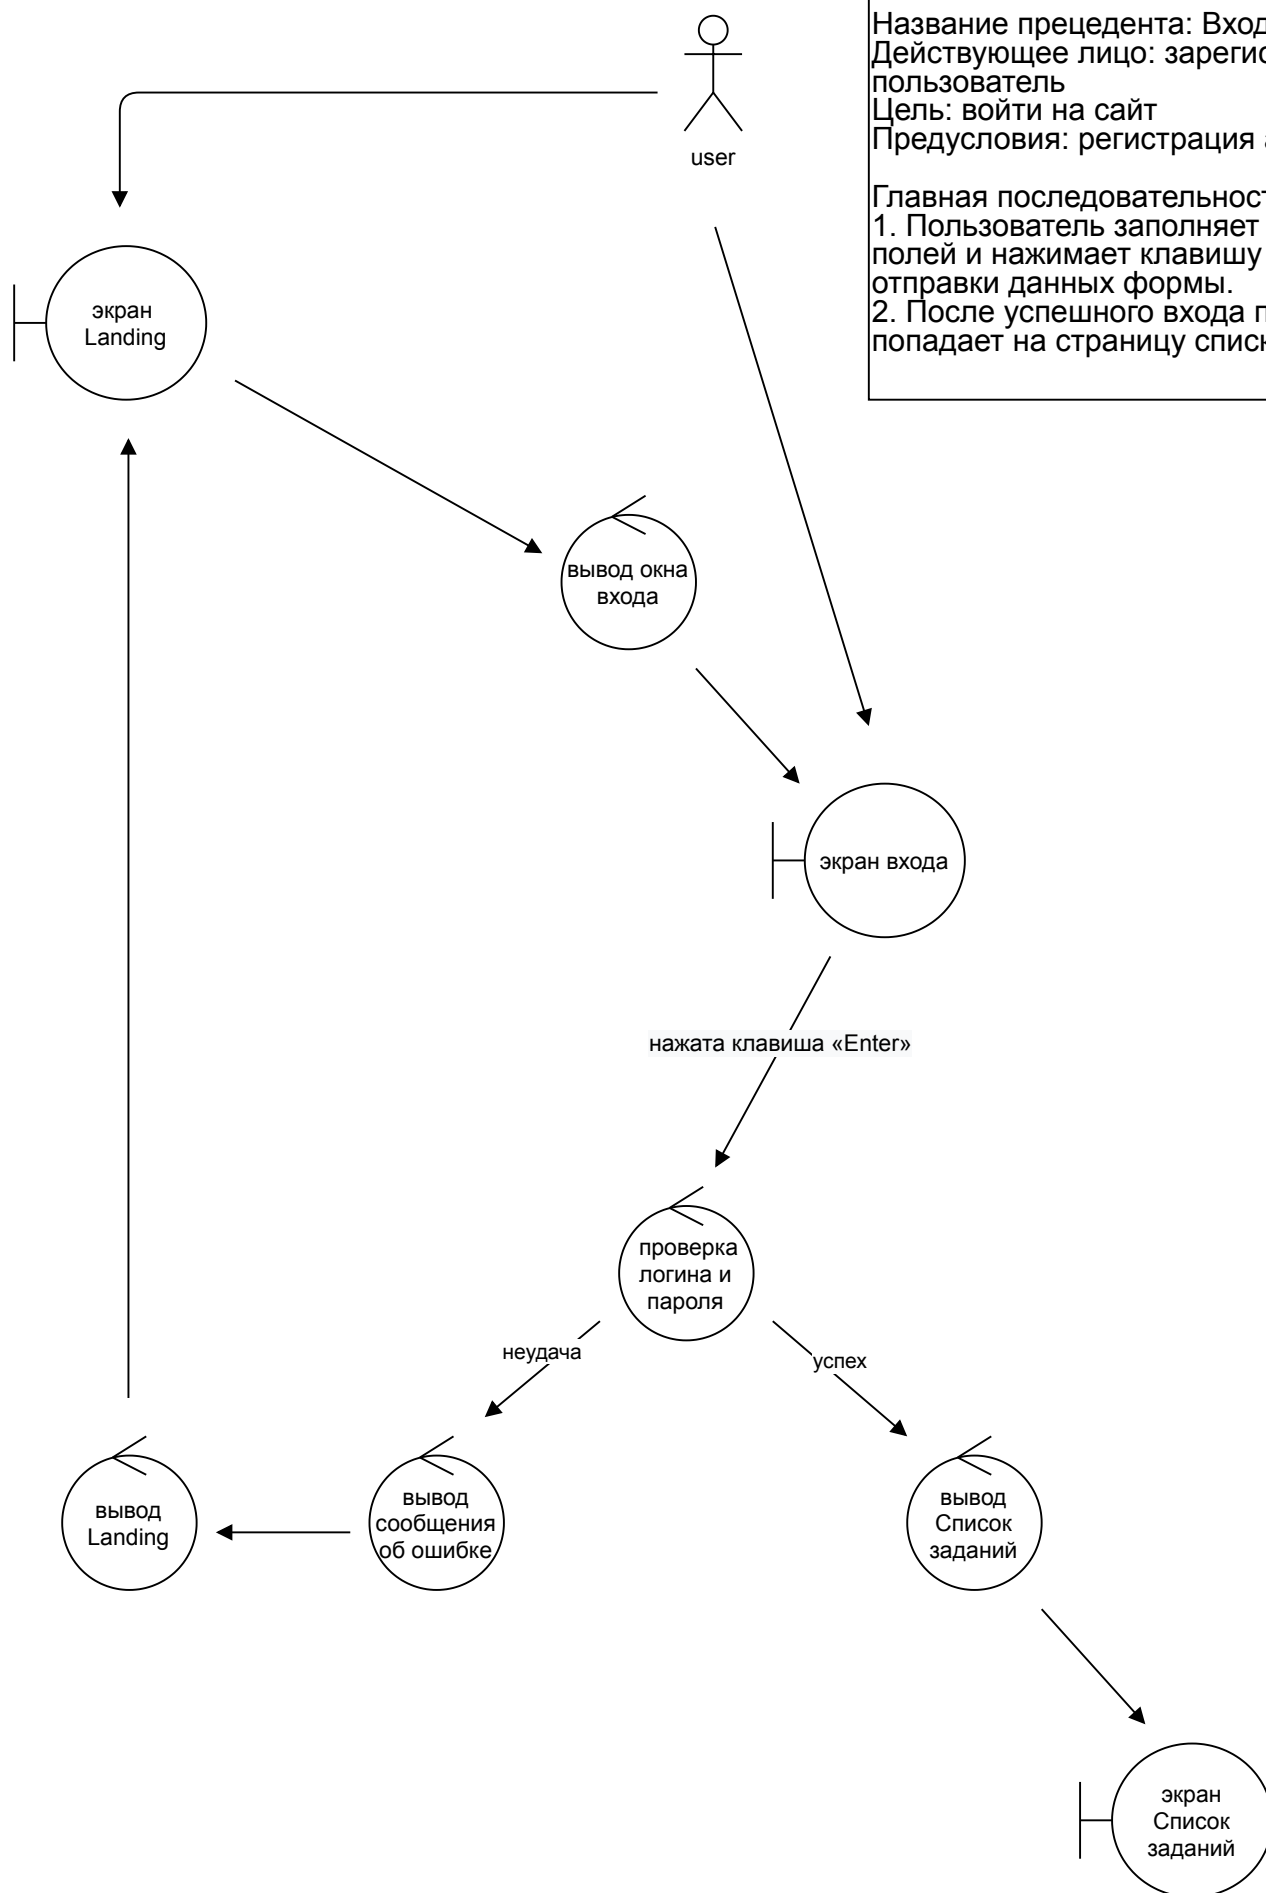 Название прецедента: Вход
Действующее лицо:
пользователь
Цель: войти на сайт
Предусловия: регистрация
Главная
1. Пользователь заполняет
полей и нажимает клавишу
отправки данных формы.
2. После успешного входа
попадает на страницу
user
экран
Landing
вывод окна
входа
экран входа
нажата клавиша «Enter»
проверка
логина и
пароля
неудача
успех
вывод
Landing
вывод
сообщения
об ошибке
вывод
Список
заданий
экран
Список
заданий